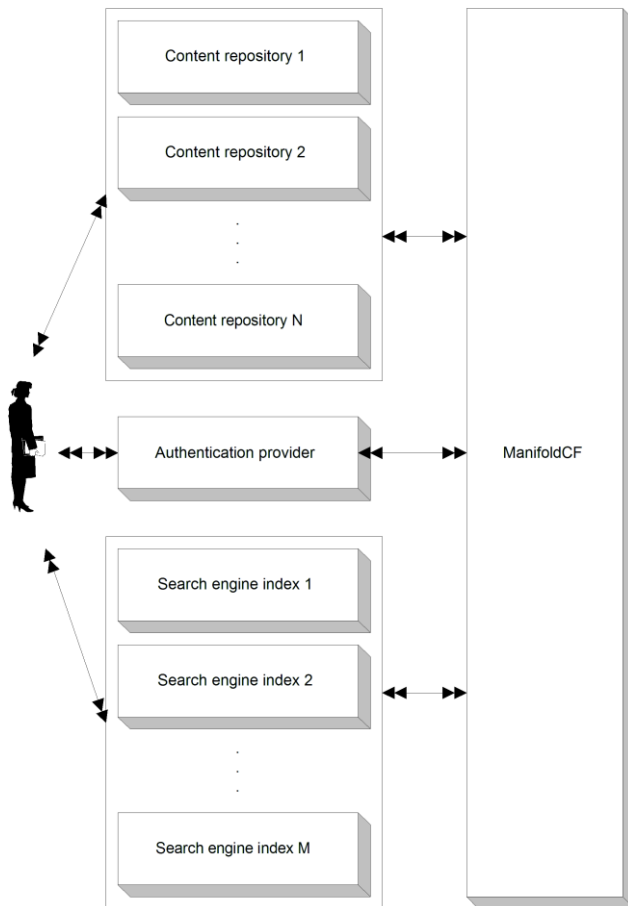 Content repository 1
Content repository 2
.
.
.
Content repository N
Authentication provider
ManifoldCF
Search engine index 1
Search engine index 2
.
.
.
Search engine index M